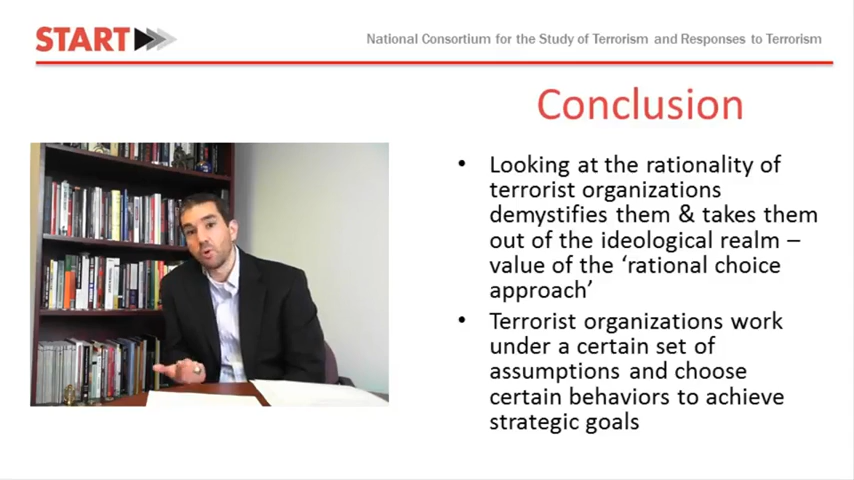 START
National Consortium for the Study of Terrorism and Responses to Terrorism
Conclusion
• Looking at the rationality of
terrorist organizations
demystifies them & takes them
out of the ideological realm –
value of the ‘rational choice
approach’
• Terrorist organizations work
under a certain set of
assumptions and choose
certain behaviors to achieve
strategic goals